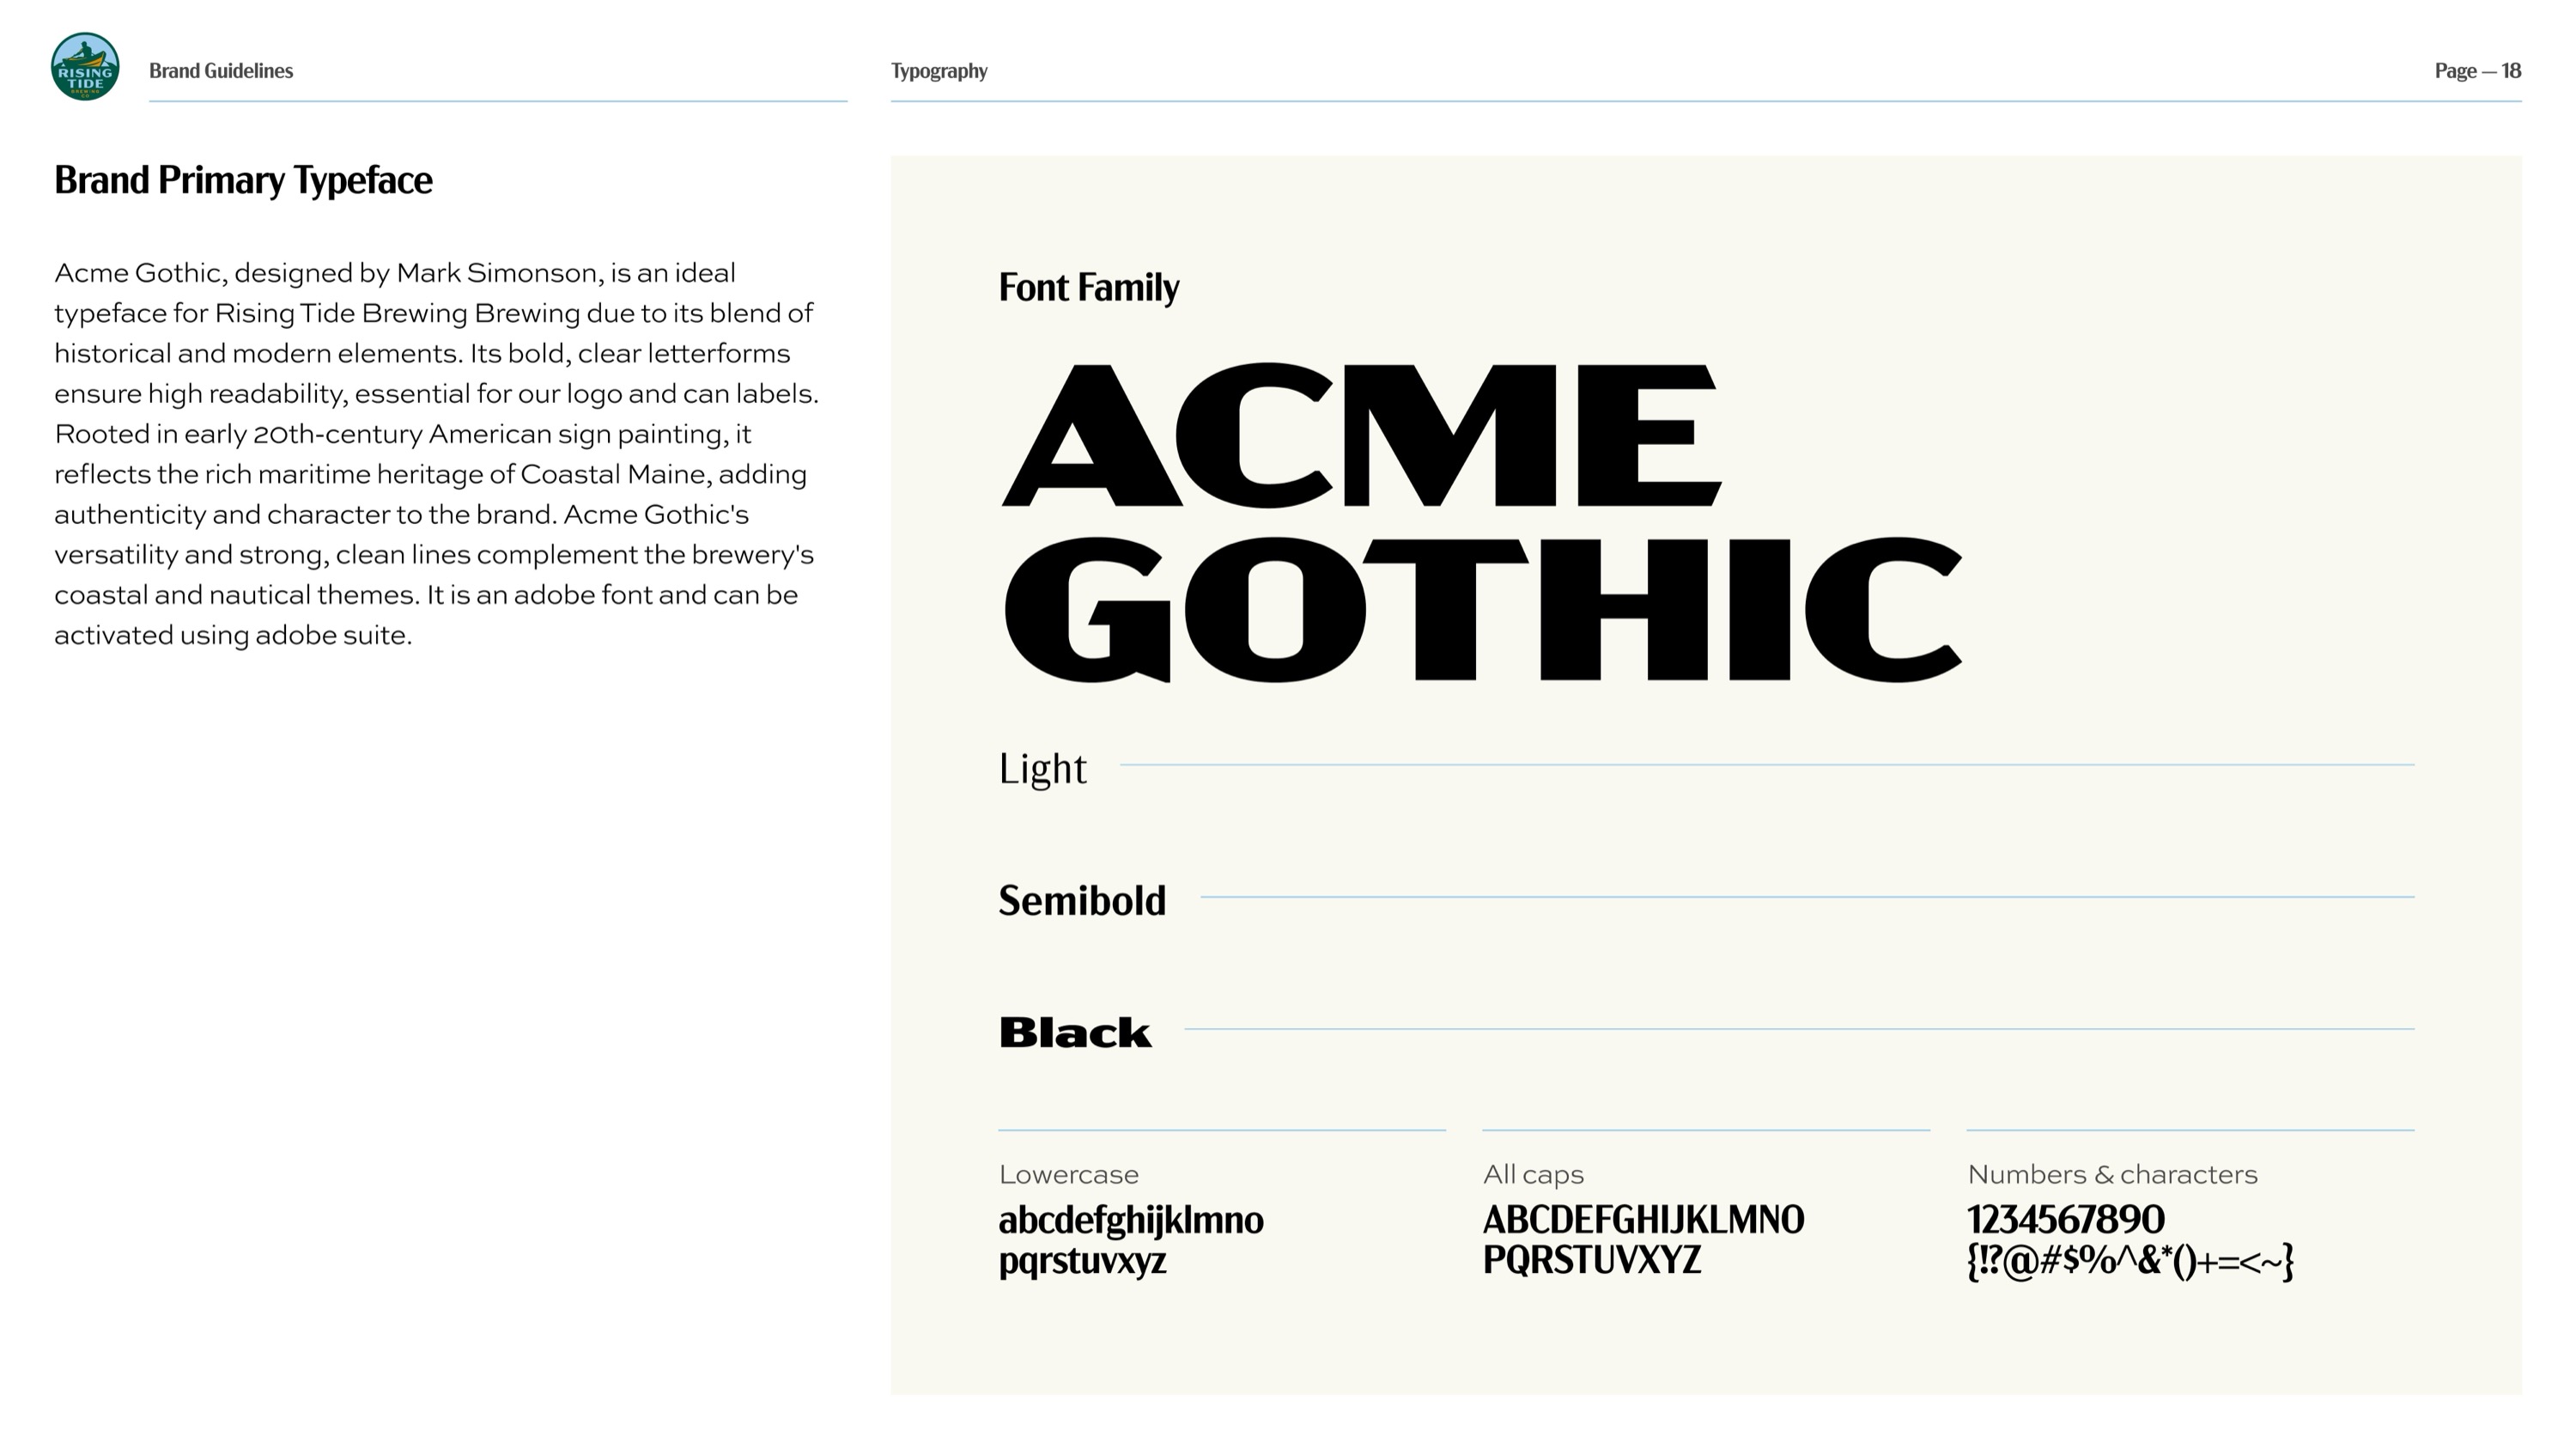 RISING
TIDE
BREWING
CO
Brand Guidelines
Typography
Page — 18
Brand Primary Typeface
Acme Gothic, designed by Mark Simonson, is an ideal
typeface for Rising Tide Brewing Brewing due to its blend of
historical and modern elements. Its bold, clear letterforms
ensure high readability, essential for our logo and can labels.
Rooted in early 20th-century American sign painting, it
reflects the rich maritime heritage of Coastal Maine, adding
authenticity and character to the brand. Acme Gothic's
versatility and strong, clean lines complement the brewery's
coastal and nautical themes. It is an adobe font and can be
activated using adobe suite.
Font Family
ACME
GOTHIC
Light
Semibold
Black
Lowercase
abcdefghijklmno
pqrstuvxyz
All caps
ABCDEFGHIJKLMNO
PQRSTUVXYZ
Numbers & characters
1234567890
{!?@#$%^&*()+=<~}